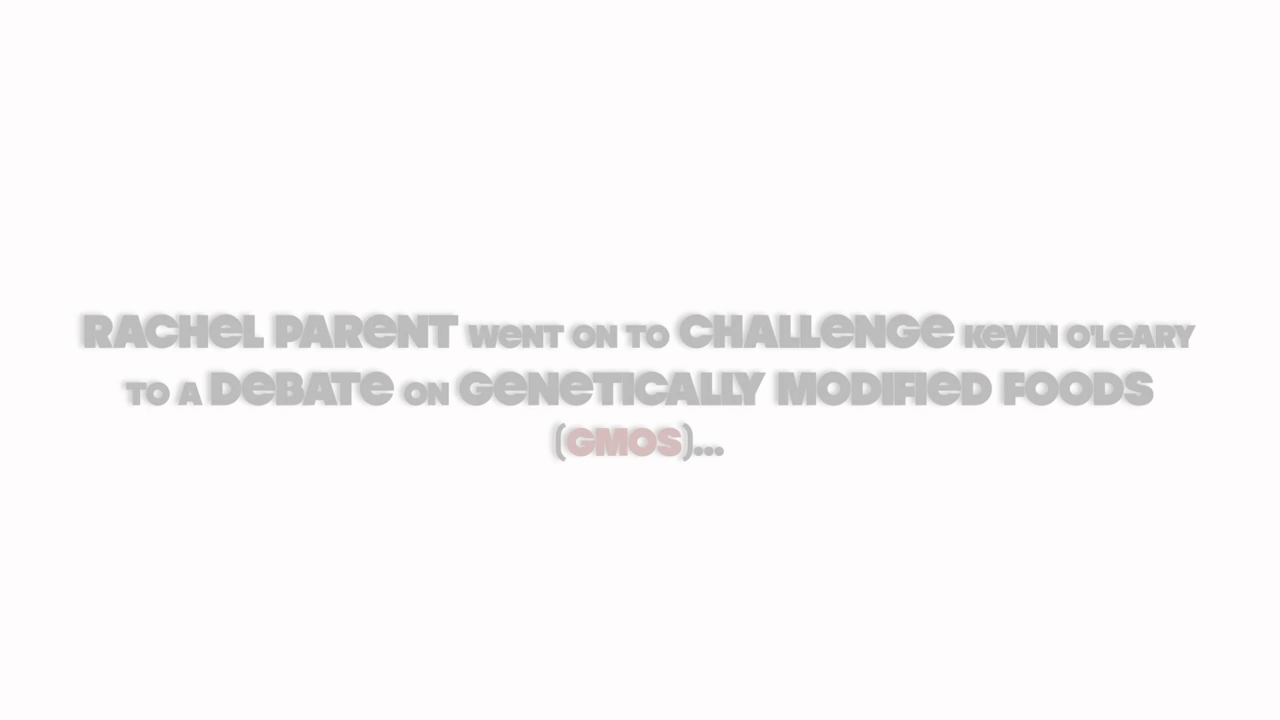 RACHEL PARENT WENT ON TO CHALLENGE KEVIN O'LEARY
TO A DEBATE ON GENETICALLY MODIFIED FOODS
(GMOS)...